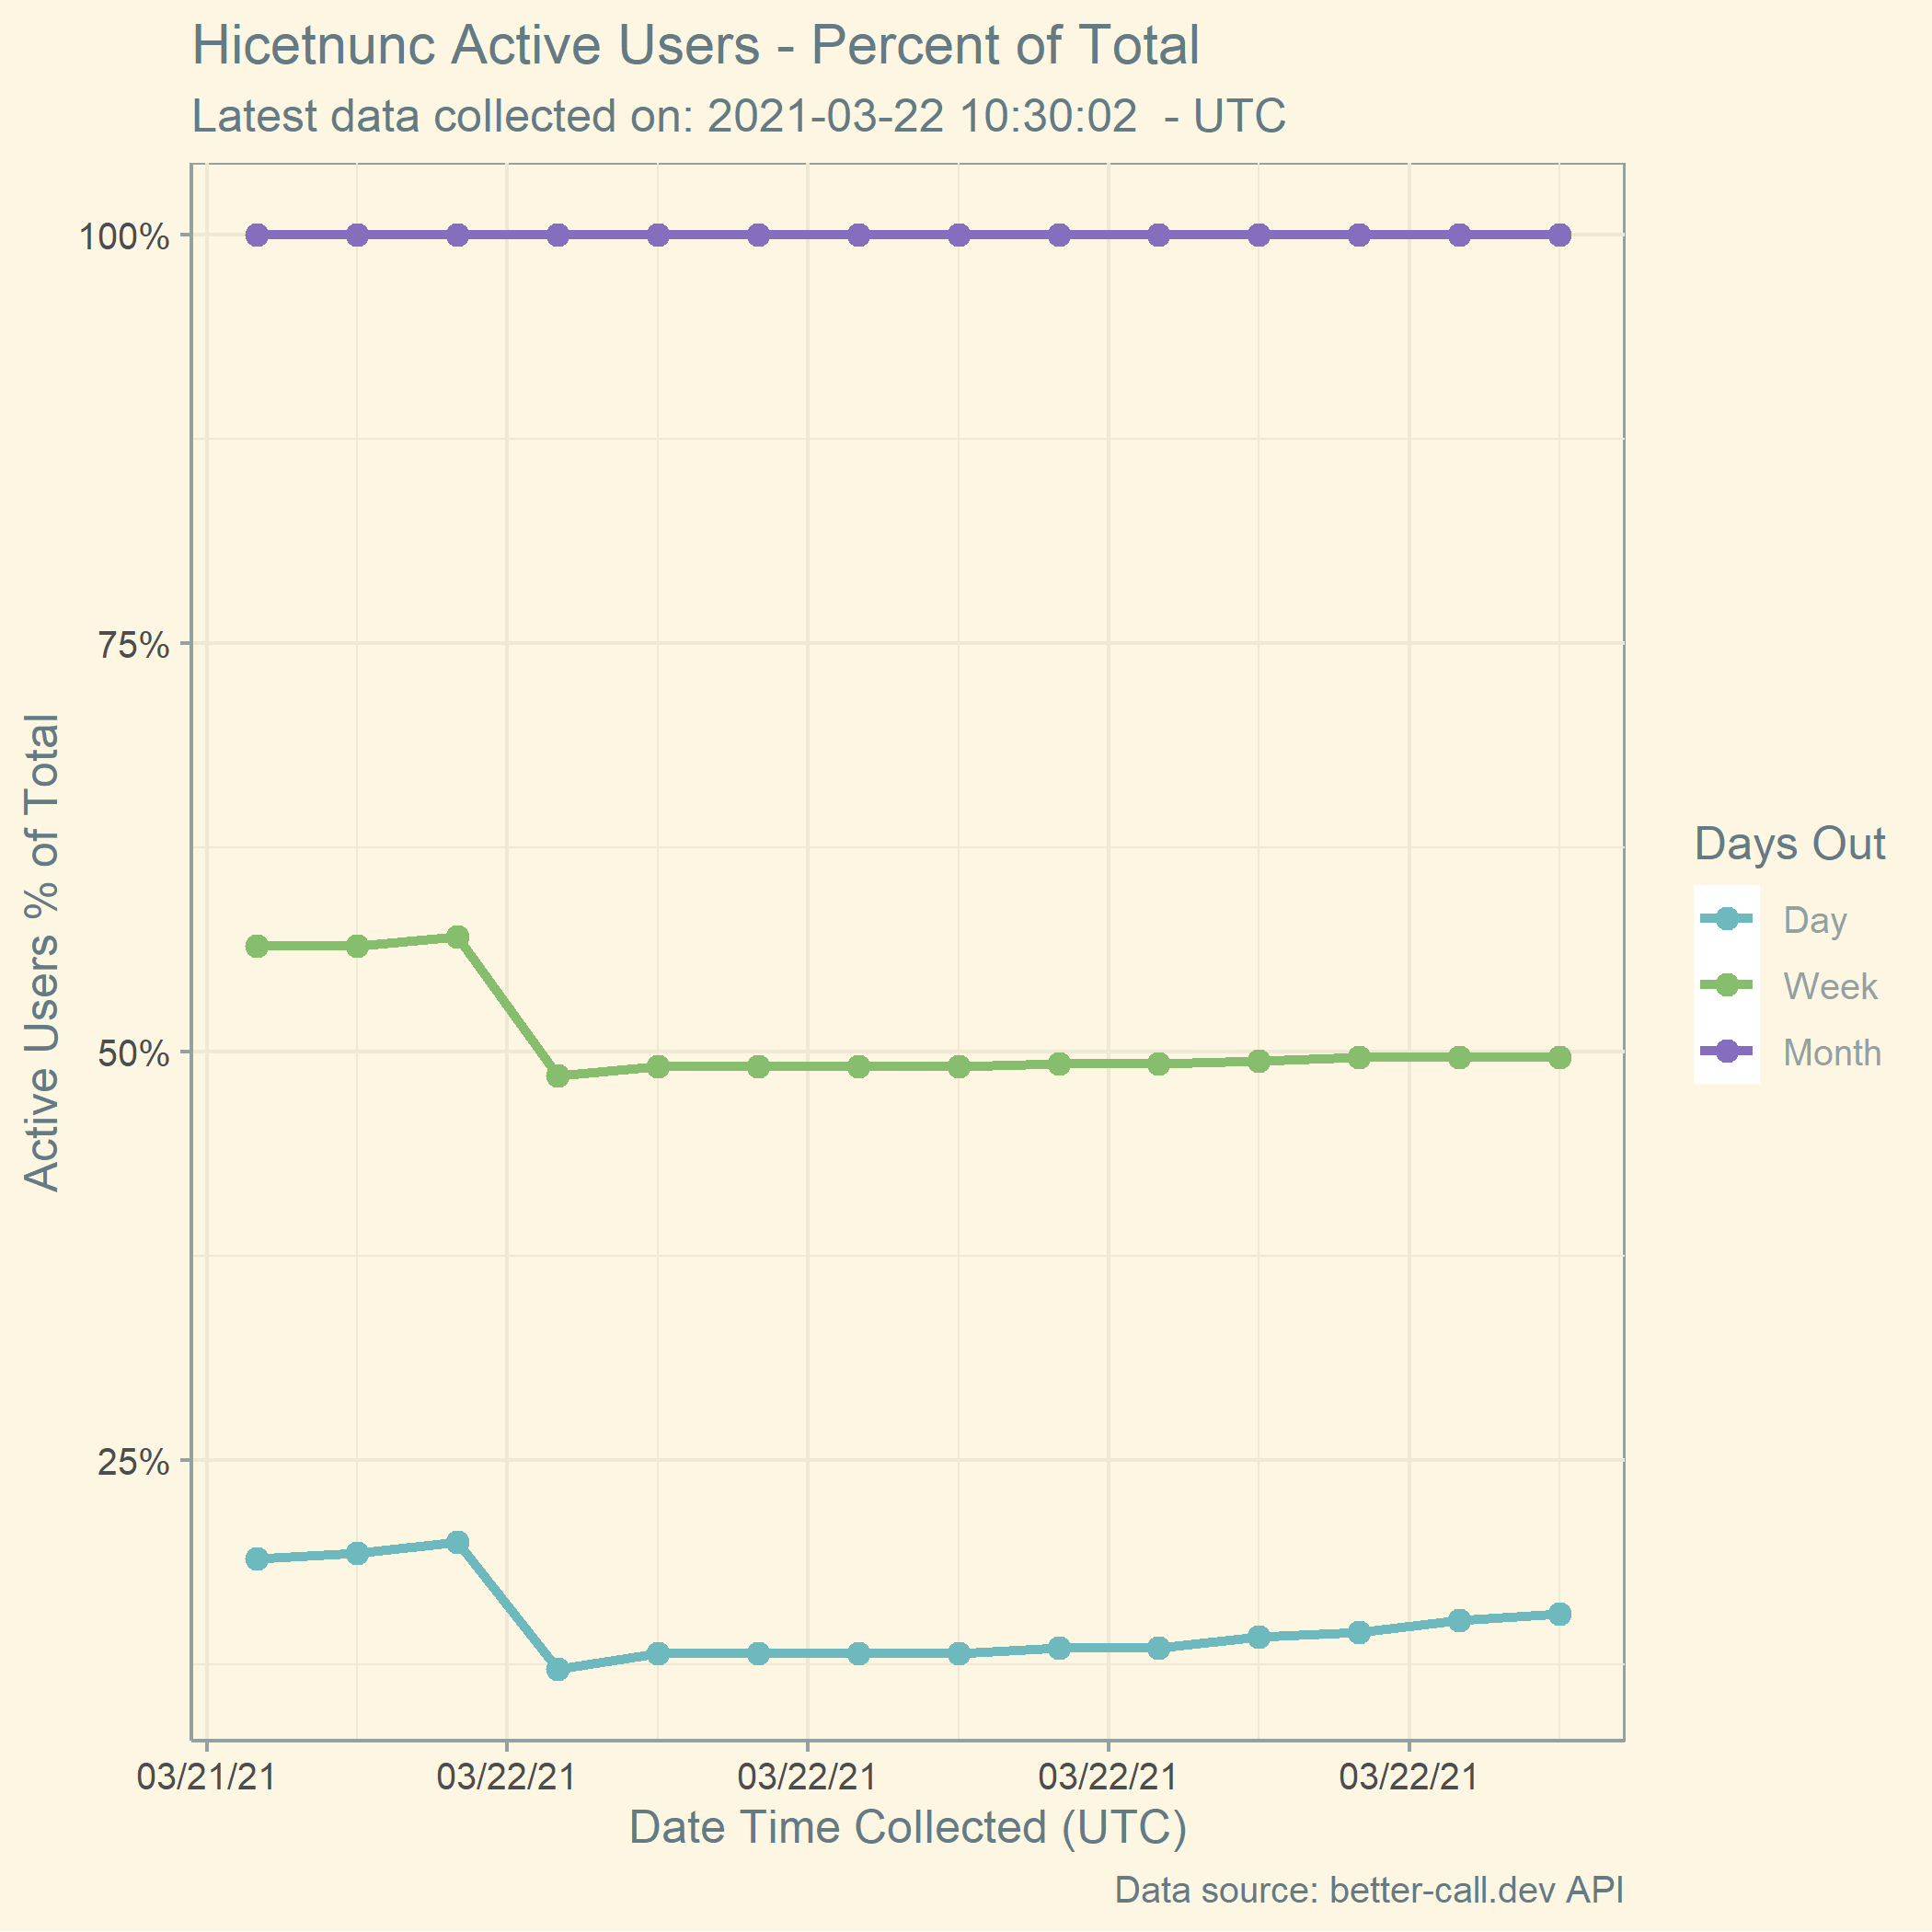 Hicetnunc Active Users - Percent of Total
Latest data collected on: 2021-03-22 10:30:02  - UTC
100%
75%
50%
25%
Active Users % of Total
03/21/21 03/22/21 03/22/21 03/22/21 03/22/21
Date Time Collected (UTC)
Days Out
Day
Week
Month
Data source: better-call.dev API